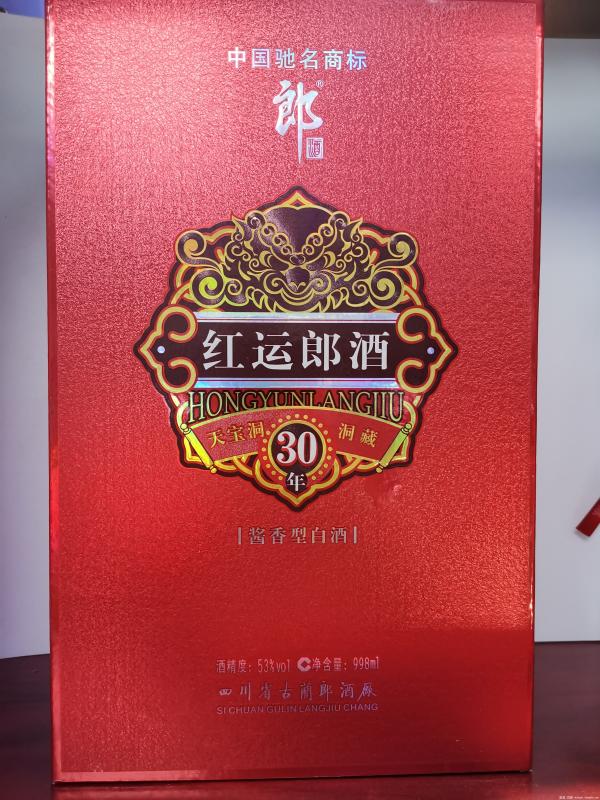 中国驰名商标
郎®
酒
红运郎酒
HONGYUNLANGJIU
天宝洞 洞藏
30
年
酱香型白酒
酒精度：53%vol C净含量：998ml
四川省古蔺郎酒厂
SI CHUAN GULIN LANGJIU CHANG